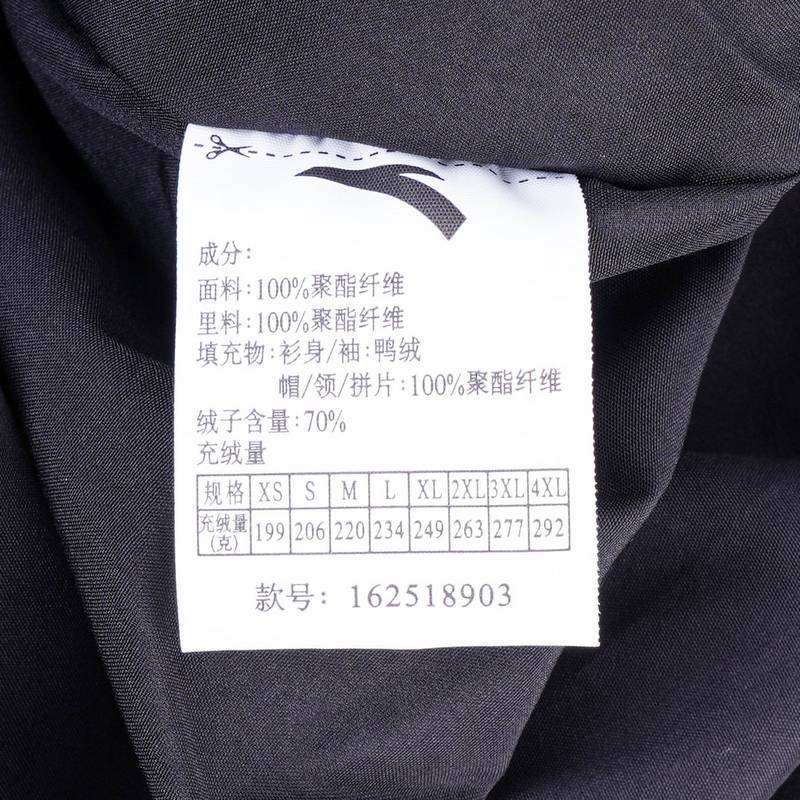 成分:
面料:100%聚酯纤维
里料:100%聚酯纤维
填充物:衫身/袖:鸭绒
帽/领/拼片:100%聚酯纤维
绒子含量:70%
充绒量
规格 XS S M L XL 2XL 3XL 4XL
充绒量(克) 199 206 220 234 249 263 277 292
款号: 162518903